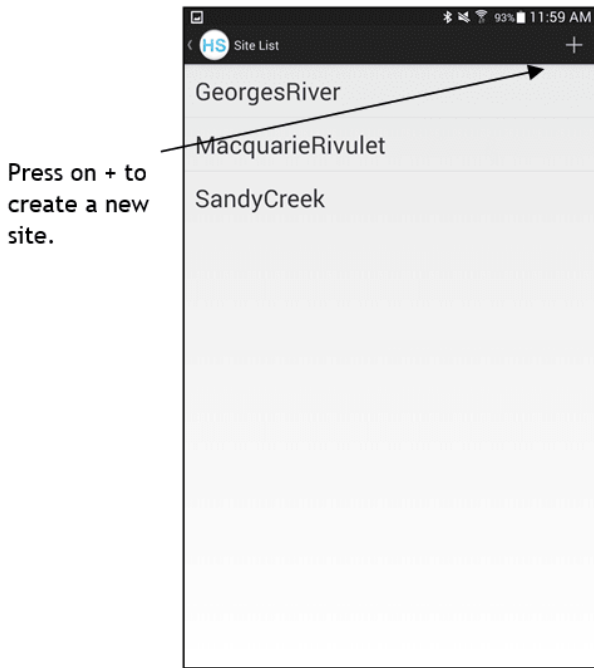 93% 11:59 AM
HS Site List +
GeorgesRiver
MacquarieRivulet
SandyCreek
Press on + to
create a new
site.